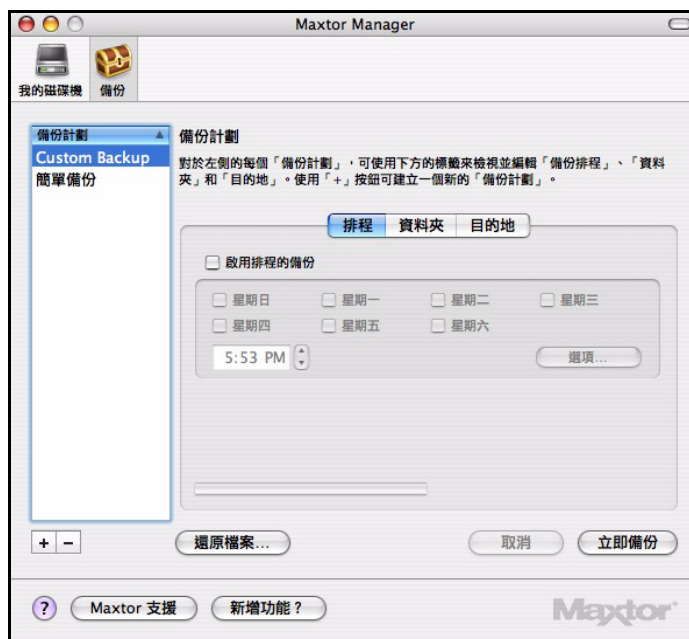 Maxtor Manager
我的磁碟機
備份
備份計劃
Custom Backup
簡單備份
備份計劃
對於左側的每個「備份計劃」，可使用下方的標籤來檢視並編輯「備份排程」、「資料
夾」和「目的地」。使用「+」按鈕可建立一個新的「備份計劃」。
排程 資料夾 目的地
啟用排程的備份
星期日 星期一 星期二 星期三
星期四 星期五 星期六
5:53 PM 選項...
+ −
還原檔案... 取消 立即備份
? Maxtor 支援 新增功能？ Maxtor